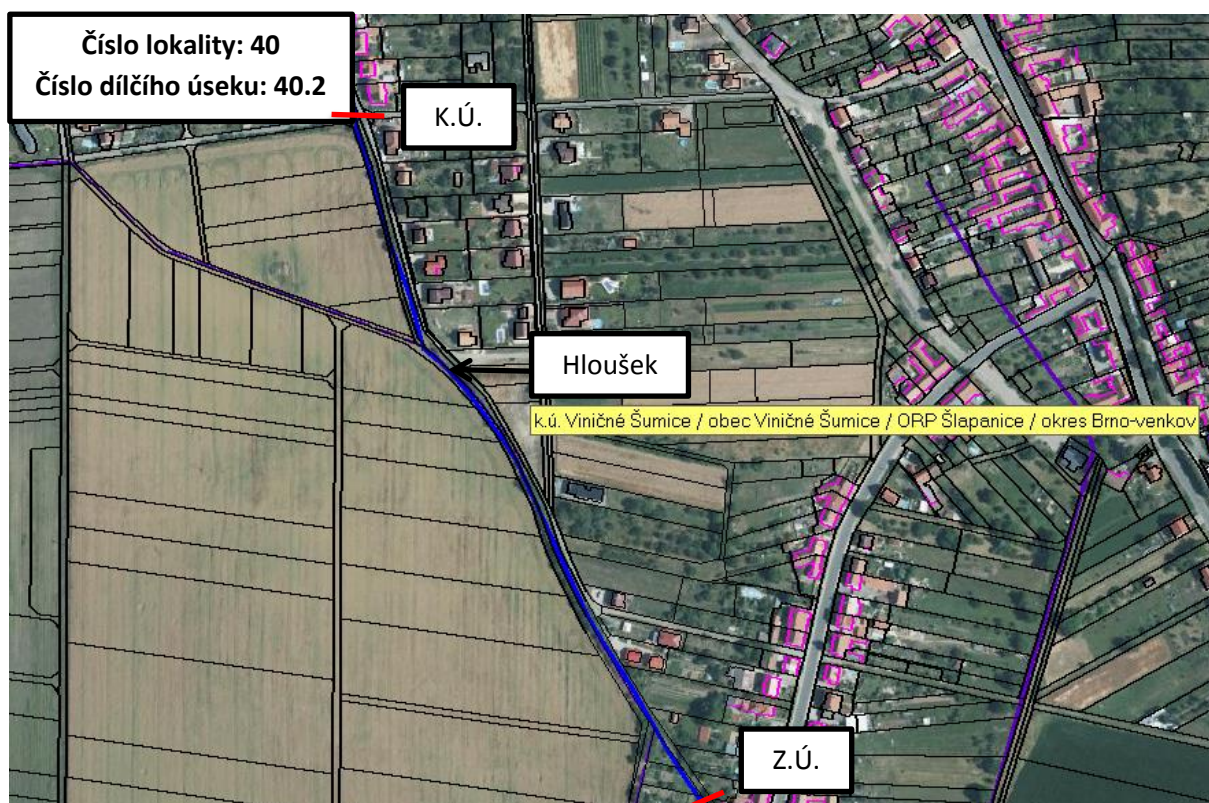 Číslo lokality: 40
Číslo dílčího úseku: 40.2
K.Ú.
Hloušek
k.ú. Viničné Šumice / obec Viničné Šumice / ORP Šlapanice / okres Brno-venkov
Z.Ú.